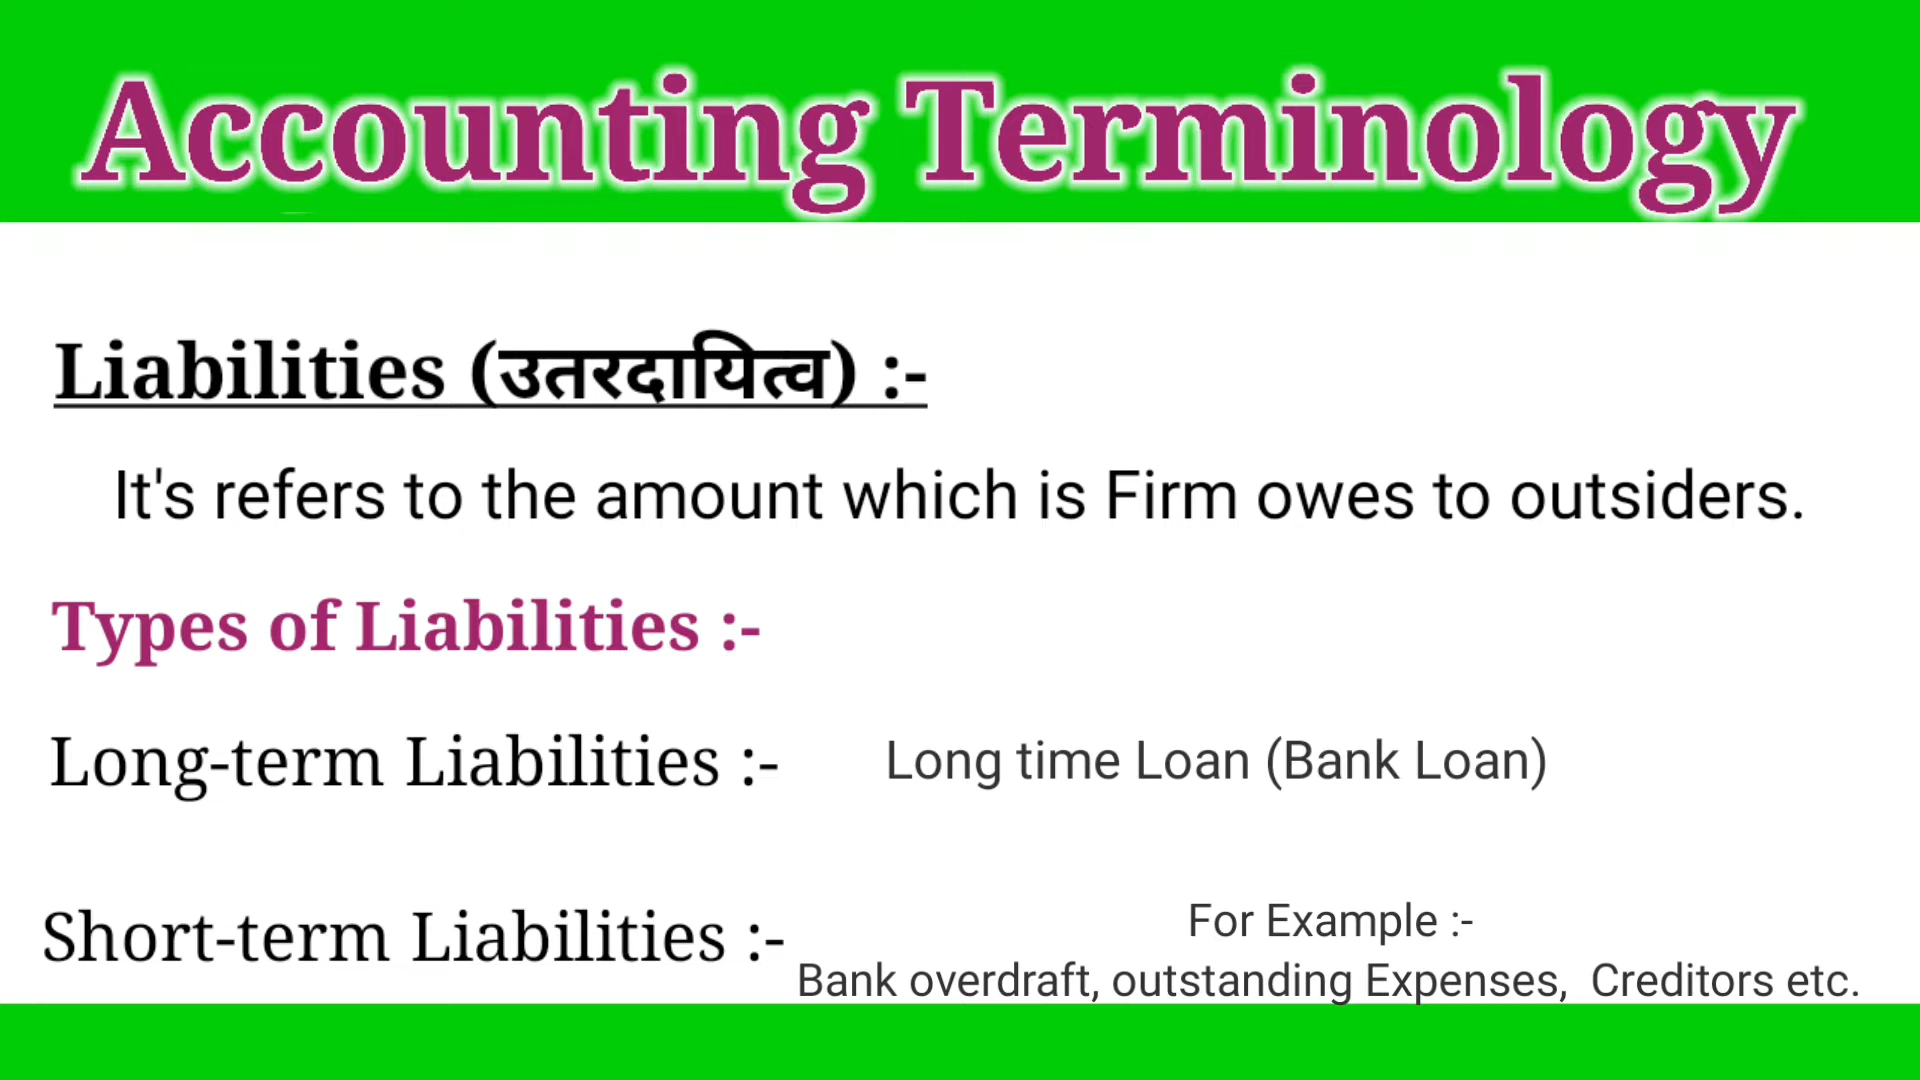 Accounting Terminology
Liabilities (उतरदायित्व) :-
It's refers to the amount which is Firm owes to outsiders.
Types of Liabilities :-
Long-term Liabilities :- Long time Loan (Bank Loan)
Short-term Liabilities :- For Example :-
Bank overdraft, outstanding Expenses, Creditors etc.